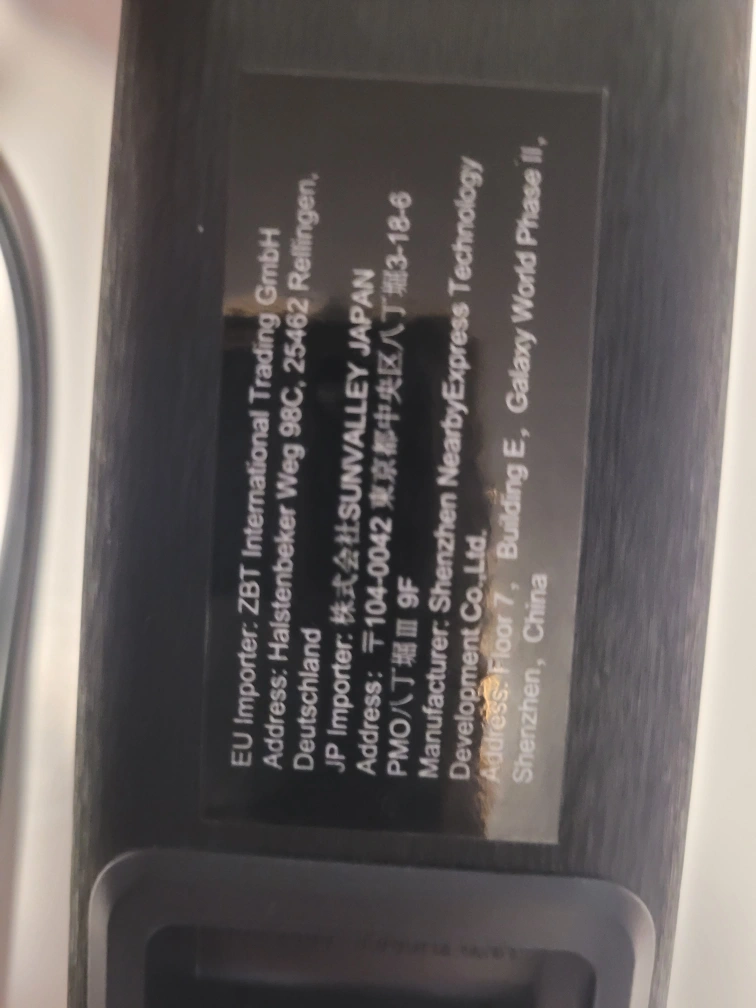 EU Importer: ZBT International Trading GmbH
Address: Halstenbeker Weg 98C, 25462 Rellingen,
Deutschland
JP Importer: 株式会社SUNVALLEY JAPAN
Address: 〒104-0042 東京都中央区八丁堀3-18-6
PMO八丁堀Ⅲ 9F
Manufacturer: Shenzhen NearbyExpress Technology
Development Co.,Ltd.
Address: Floor 7, Building E, Galaxy World Phase II,
Shenzhen, China